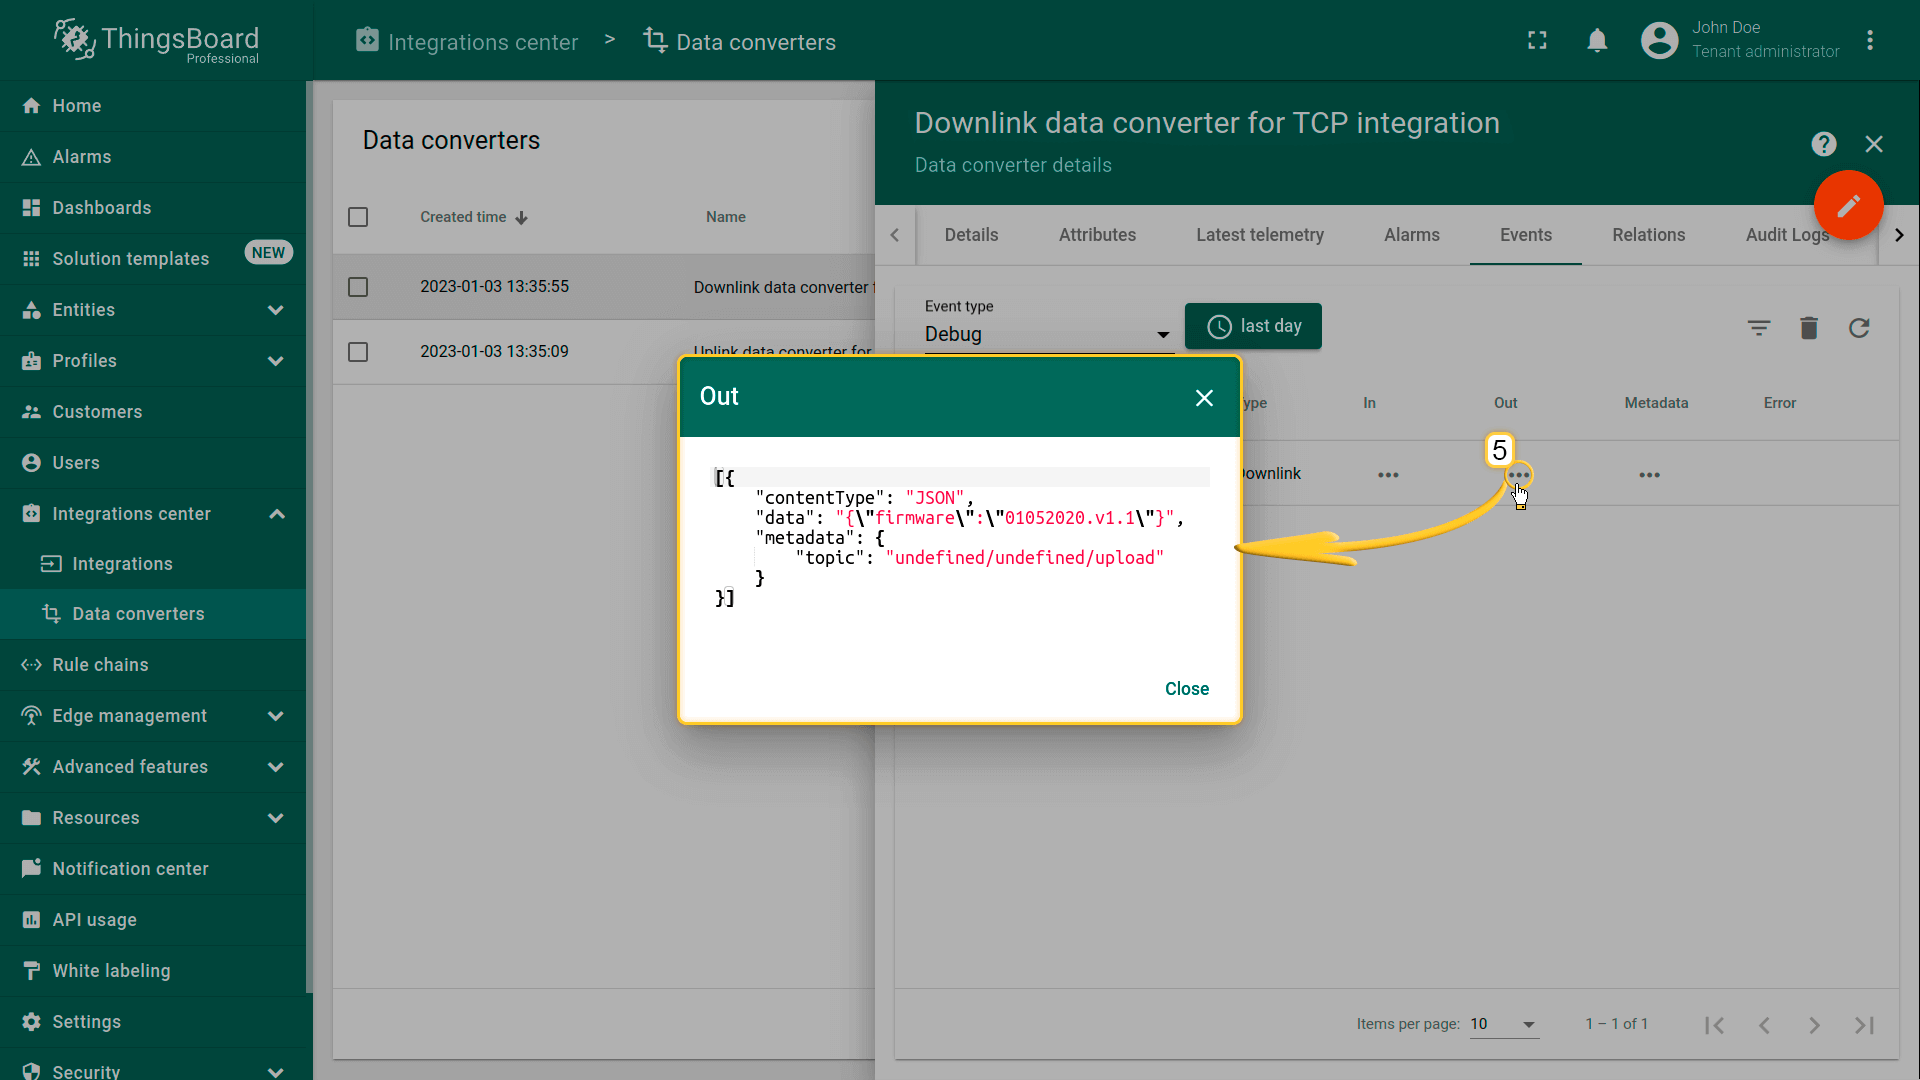 ThingsBoard
Professional
Integrations center > Data converters
John Doe
Tenant administrator
Home
Alarms
Dashboards
Solution templates NEW
Entities
Profiles
Customers
Users
Integrations center
Integrations
Data converters
Rule chains
Edge management
Advanced features
Resources
Notification center
API usage
White labeling
Settings
Security
Data converters
Created time Name
2023-01-03 13:35:55 Downlink data converter
2023-01-03 13:35:09 Uplink data converter for
Downlink data converter for TCP integration
Data converter details
Details Attributes Latest telemetry Alarms Events Relations Audit Logs
Event type
Debug
last day
In Out Metadata Error
Downlink ••• ••• •••
5
Out
[{
"contentType": "JSON",
"data": "{\"firmware\":\"01052020.v1.1\"}",
"metadata": {
"topic": "undefined/undefined/upload"
}
}]
Close
Items per page: 10 1 – 1 of 1